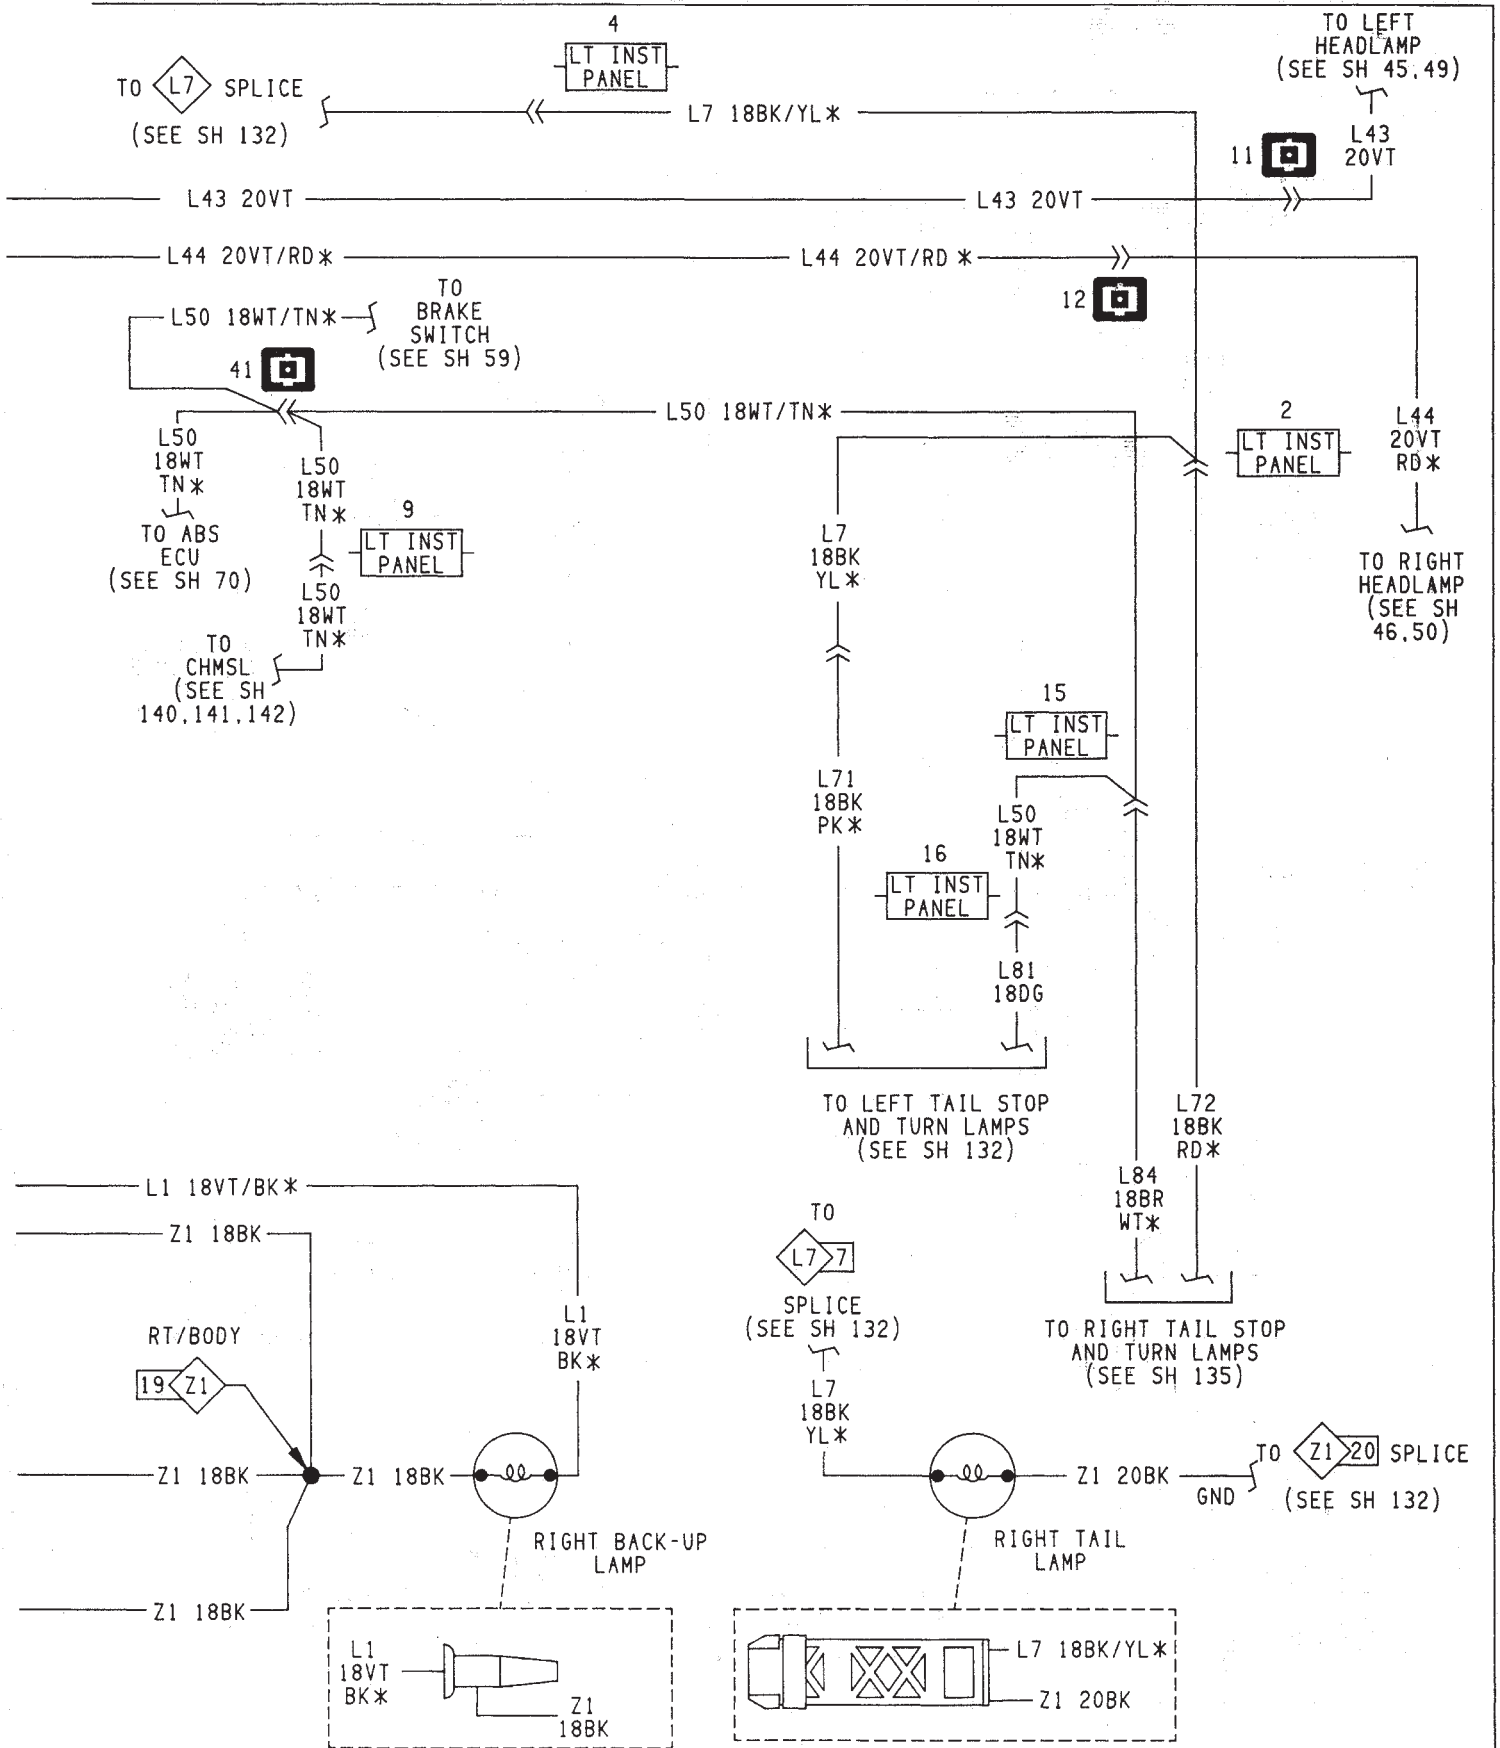 4
LT INST
PANEL
TO LEFT
HEADLAMP
(SEE SH 45,49)
TO L7 SPLICE
(SEE SH 132)
L7 18BK/YL*
L43
20VT
11
L43 20VT
L43 20VT
L44 20VT/RD*
L44 20VT/RD *
12
L50 18WT/TN*
TO
BRAKE
SWITCH
(SEE SH 59)
41
L50 18WT/TN*
2
LT INST
PANEL
L44
20VT
RD*
L50
18WT
TN*
L50
18WT
TN*
9
LT INST
PANEL
TO ABS
ECU
(SEE SH 70)
L50
18WT
TN*
TO
CHMSL
(SEE SH
140,141,142)
L7
18BK
YL*
TO RIGHT
HEADLAMP
(SEE SH
46,50)
15
LT INST
PANEL
L71
18BK
PK*
L50
18WT
TN*
16
LT INST
PANEL
L81
18DG
TO LEFT TAIL STOP
AND TURN LAMPS
(SEE SH 132)
L72
18BK
RD*
L84
18BR
WT*
L1 18VT/BK*
Z1 18BK
TO
L7 7
SPLICE
(SEE SH 132)
L1
18VT
BK*
RT/BODY
19 Z1
TO RIGHT TAIL STOP
AND TURN LAMPS
(SEE SH 135)
L7
18BK
YL*
Z1 18BK
Z1 18BK
Z1 20BK
GND
TO Z1 20 SPLICE
(SEE SH 132)
RIGHT BACK-UP
LAMP
RIGHT TAIL
LAMP
Z1 18BK
L1
18VT
BK*
Z1
18BK
L7 18BK/YL*
Z1 20BK